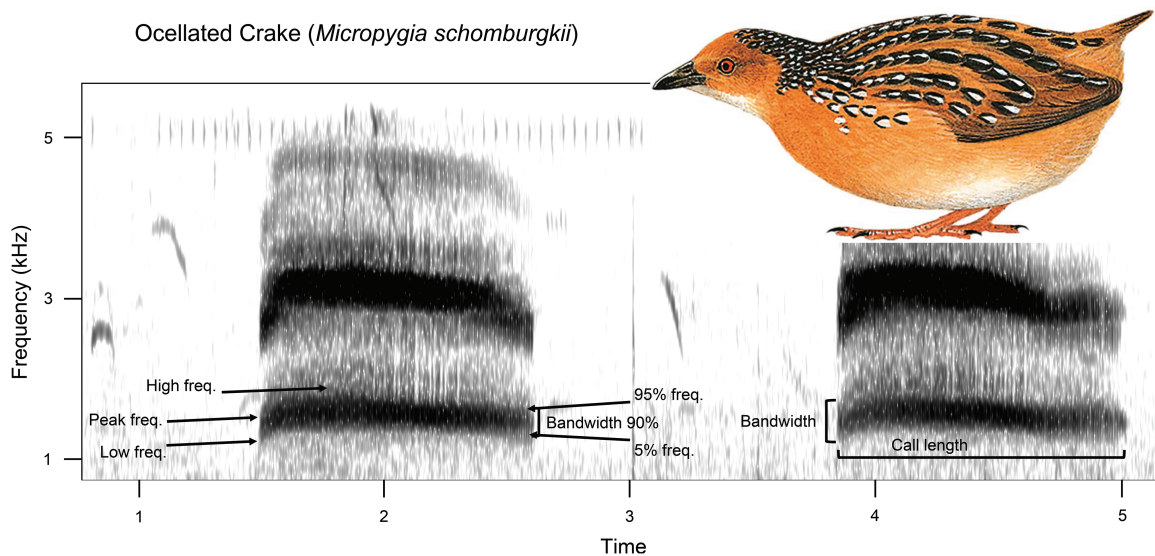 Ocellated Crake (Micropygia schomburgkii)
5
3
1
Frequency (kHz)
High freq.
Peak freq.
Low freq.
95% freq.
Bandwidth 90%
5% freq.
Bandwidth
Call length
1
2
3
4
5
Time